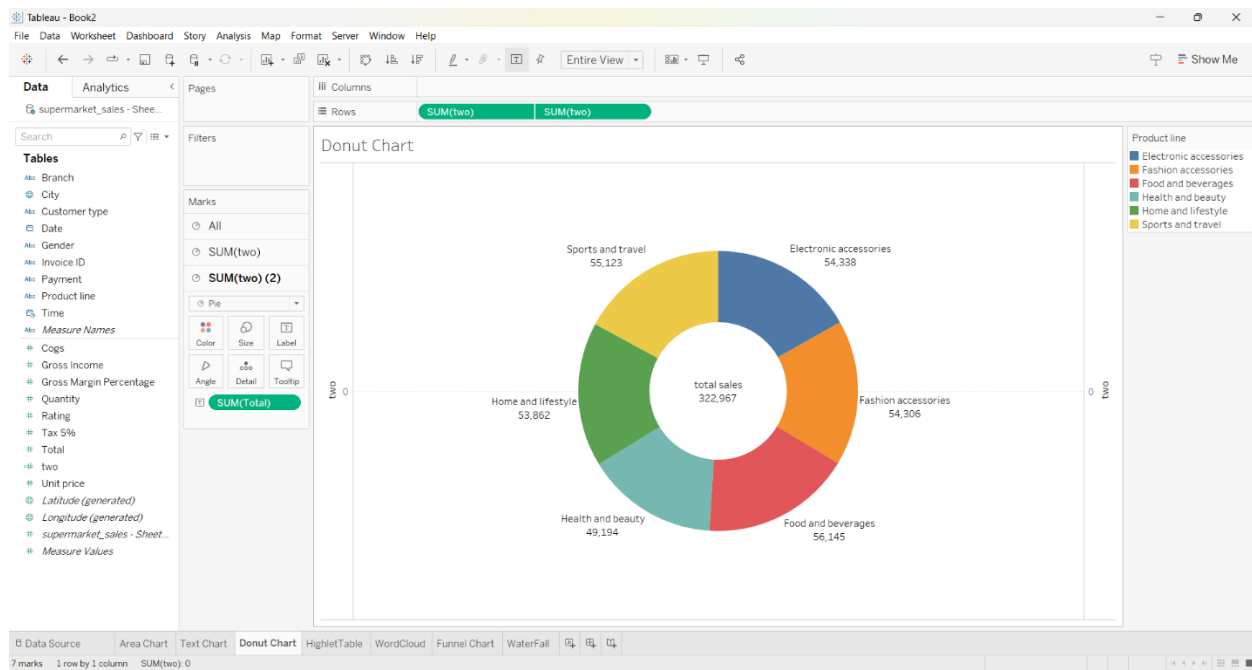 Tableau - Book2
File Data Worksheet Dashboard Story Analysis Map Format Server Window Help
Entire View
Show Me
Data Analytics
supermarket_sales - Shee...
Search
Tables
Abc Branch
City
Abc Customer type
Date
Abc Gender
Abc Invoice ID
Abc Payment
Abc Product line
Time
Abc Measure Names
# Cogs
# Gross Income
# Gross Margin Percentage
# Quantity
# Rating
# Tax 5%
# Total
=# two
# Unit price
Latitude (generated)
Longitude (generated)
# supermarket_sales - Sheet...
# Measure Values
Pages
Filters
Marks
All
SUM(two)
SUM(two) (2)
Pie
Color Size Label
Angle Detail Tooltip
SUM(Total)
Columns
Rows SUM(two) SUM(two)
Donut Chart
Sports and travel
55,123
Electronic accessories
54,338
two 0
Home and lifestyle
53,862
total sales
322,967
Fashion accessories
54,306
0 two
Health and beauty
49,194
Food and beverages
56,145
Product line
Electronic accessories
Fashion accessories
Food and beverages
Health and beauty
Home and lifestyle
Sports and travel
Data Source Area Chart Text Chart Donut Chart HighletTable WordCloud Funnel Chart WaterFall
7 marks 1 row by 1 column SUM(two): 0